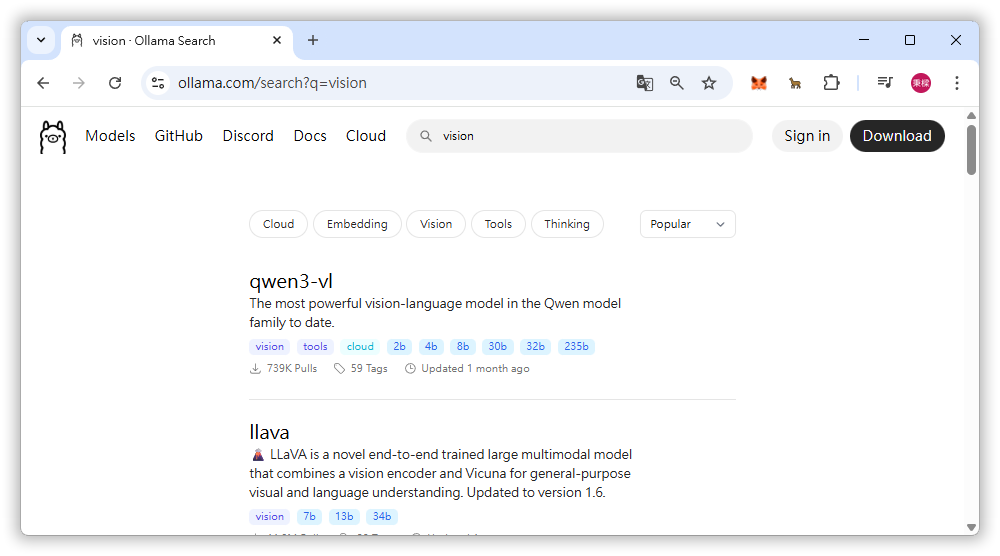 vision · Ollama Search
ollama.com/search?q=vision
秉樑
Models GitHub Discord Docs Cloud vision Sign in Download
Cloud Embedding Vision Tools Thinking Popular
qwen3-vl
The most powerful vision-language model in the Qwen model
family to date.
vision tools cloud 2b 4b 8b 30b 32b 235b
739K Pulls 59 Tags Updated 1 month ago
llava
🌋 LLaVA is a novel end-to-end trained large multimodal model
that combines a vision encoder and Vicuna for general-purpose
visual and language understanding. Updated to version 1.6.
vision 7b 13b 34b